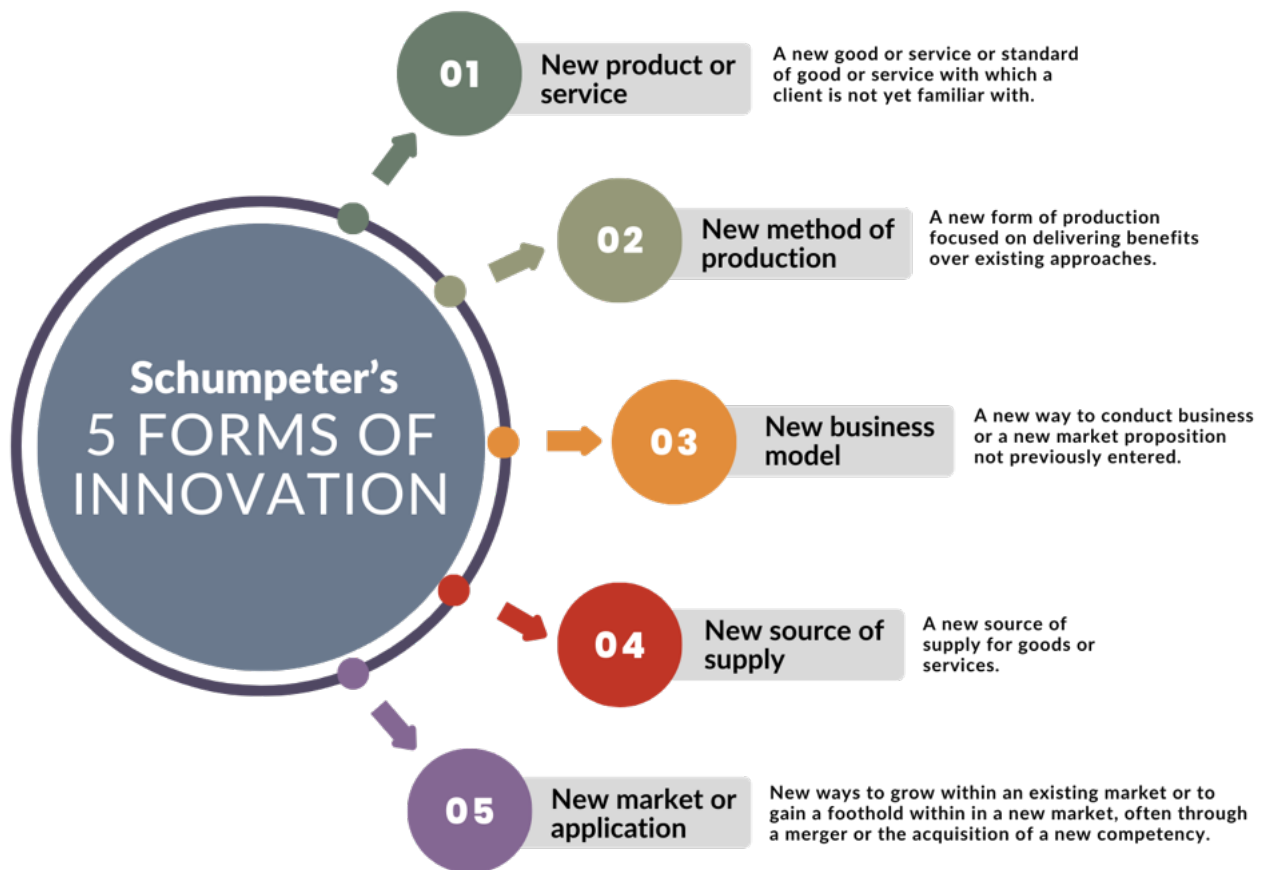 01
New product or
service
A new good or service or standard
of good or service with which a
client is not yet familiar with.
02
New method of
production
A new form of production
focused on delivering benefits
over existing approaches.
Schumpeter’s
5 FORMS OF
INNOVATION
03
New business
model
A new way to conduct business
or a new market proposition
not previously entered.
04
New source of
supply
A new source of
supply for goods or
services.
05
New market or
application
New ways to grow within an existing market or to
gain a foothold within in a new market, often through
a merger or the acquisition of a new competency.